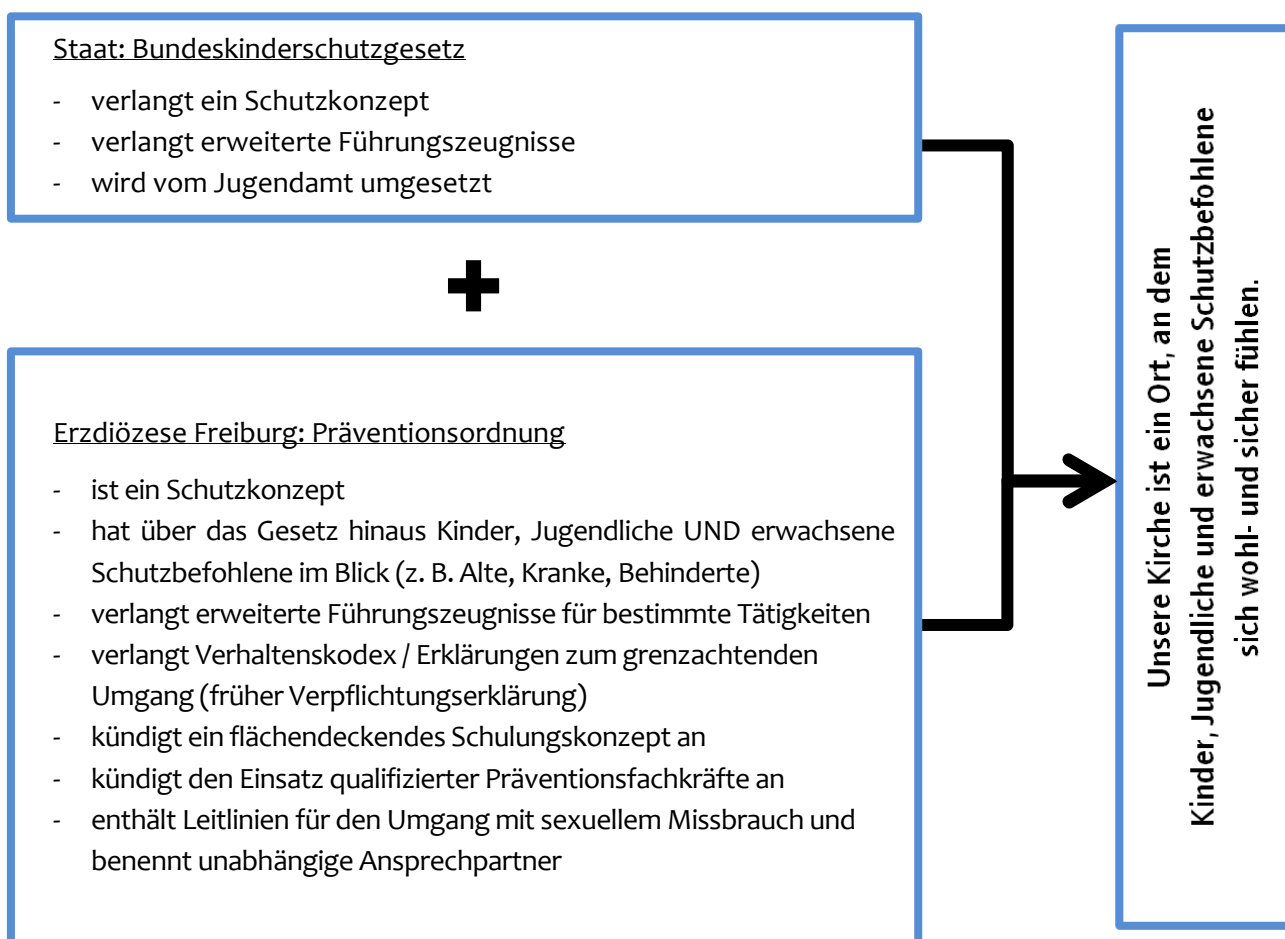 Staat: Bundeskinderschutzgesetz
- verlangt ein Schutzkonzept
- verlangt erweiterte Führungszeugnisse
- wird vom Jugendamt umgesetzt
Erzdiözese Freiburg: Präventionsordnung
- ist ein Schutzkonzept
- hat über das Gesetz hinaus Kinder, Jugendliche UND erwachsene
Schutzbefohlene im Blick (z. B. Alte, Kranke, Behinderte)
- verlangt erweiterte Führungszeugnisse für bestimmte Tätigkeiten
- verlangt Verhaltenskodex / Erklärungen zum grenzachtenden
Umgang (früher Verpflichtungserklärung)
- kündigt ein flächendeckendes Schulungskonzept an
- kündigt den Einsatz qualifizierter Präventionsfachkräfte an
- enthält Leitlinien für den Umgang mit sexuellem Missbrauch und
benennt unabhängige Ansprechpartner
Unsere Kirche ist ein Ort, an dem
Kinder, Jugendliche und erwachsene Schutzbefohlene
sich wohl- und sicher fühlen.